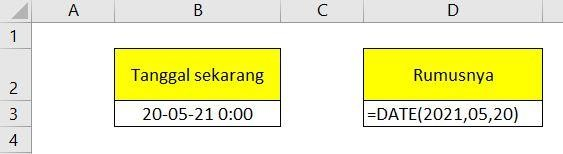 A B C D
1
2 Tanggal sekarang Rumusnya
3 20-05-21 0:00 =DATE(2021,05,20)
4